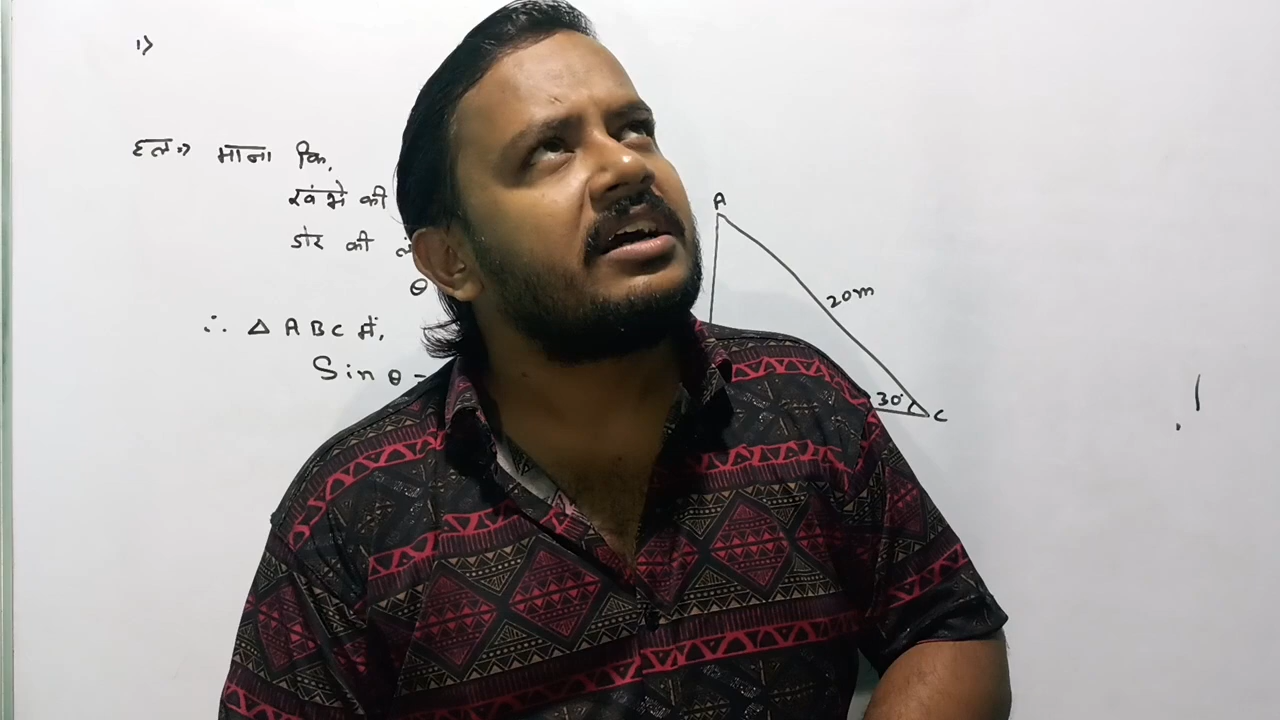 1)
हल⇒ माना कि,
खंभे की
डोर की
θ
∴ Δ ABC में,
Sin θ =
A
20m
30°
C